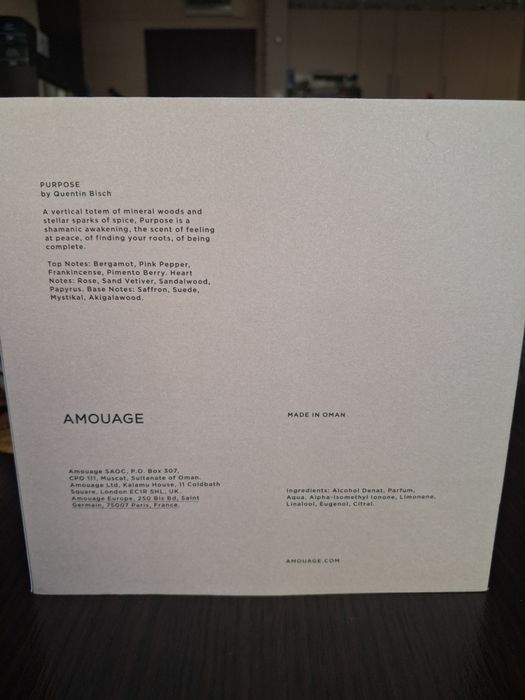 PURPOSE
by Quentin Bisch
A vertical totem of mineral woods and
stellar sparks of spice, Purpose is a
shamanic awakening, the scent of feeling
at peace, of finding your roots, of being
complete.
Top Notes: Bergamot, Pink Pepper,
Frankincense, Pimento Berry. Heart
Notes: Rose, Sand Vetiver, Sandalwood,
Papyrus. Base Notes: Saffron, Suede,
Mystikal, Akigalawood.
AMOUAGE
MADE IN OMAN
Amouage SAOC, P.O. Box 307,
CPO 111, Muscat, Sultanate of Oman.
Amouage Ltd, Kalamu House, 11 Coldbath
Square, London EC1R 5HL, UK.
Amouage Europe, 250 Bis Bd, Saint
Germain, 75007 Paris, France.
Ingredients: Alcohol Denat, Parfum,
Aqua, Alpha-Isomethyl Ionone, Limonene,
Linalool, Eugenol, Citral.
AMOUAGE.COM